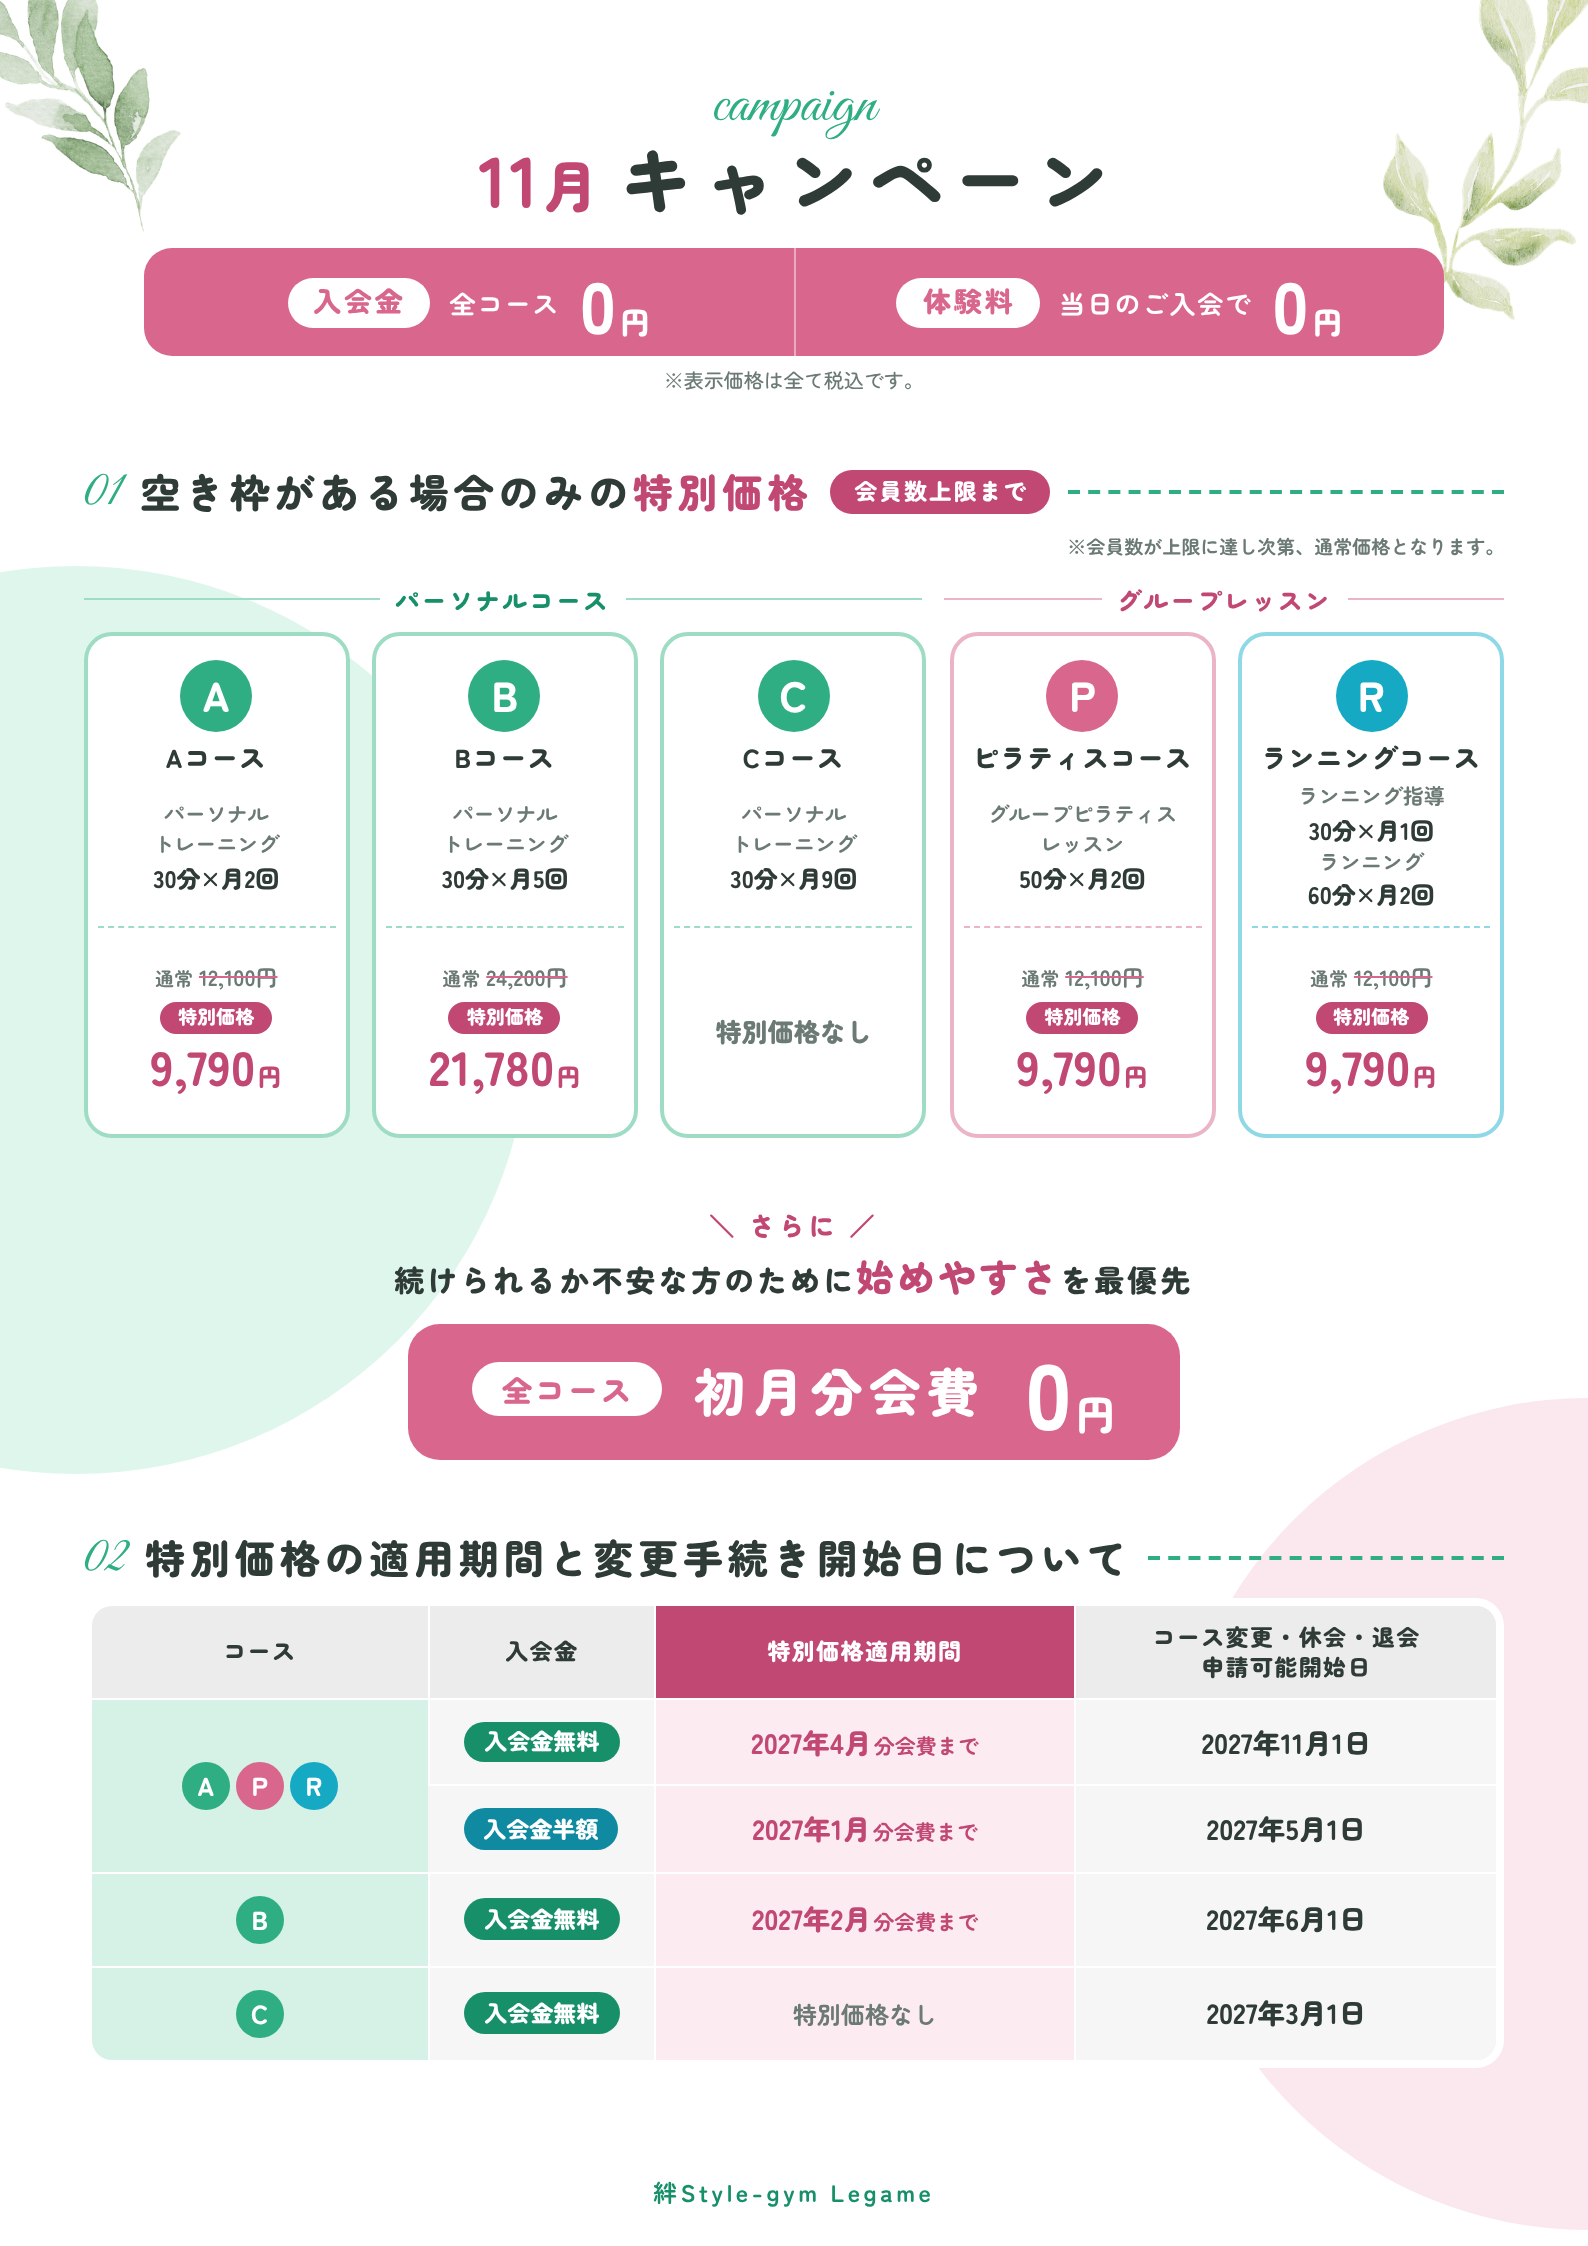 campaign
11月 キャンペーン
入会金 全コース 0円
体験料 当日のご入会で 0円
※表示価格は全て税込です。
01 空き枠がある場合のみの特別価格 会員数上限まで
※会員数が上限に達し次第、通常価格となります。
パーソナルコース
A
Aコース
パーソナル
トレーニング
30分×月2回
通常 12,100円
特別価格
9,790円
B
Bコース
パーソナル
トレーニング
30分×月5回
通常 24,200円
特別価格
21,780円
C
Cコース
パーソナル
トレーニング
30分×月9回
特別価格なし
グループレッスン
P
ピラティスコース
グループピラティス
レッスン
50分×月2回
通常 12,100円
特別価格
9,790円
R
ランニングコース
ランニング指導
30分×月1回
ランニング
60分×月2回
通常 12,100円
特別価格
9,790円
＼ さらに ／
続けられるか不安な方のために始めやすさを最優先
全コース 初月分会費 0円
02 特別価格の適用期間と変更手続き開始日について
コース 入会金 特別価格適用期間 コース変更・休会・退会
申請可能開始日
A P R
入会金無料 2027年4月分会費まで 2027年11月1日
入会金半額 2027年1月分会費まで 2027年5月1日
B 入会金無料 2027年2月分会費まで 2027年6月1日
C 入会金無料 特別価格なし 2027年3月1日
絆Style-gym Legame